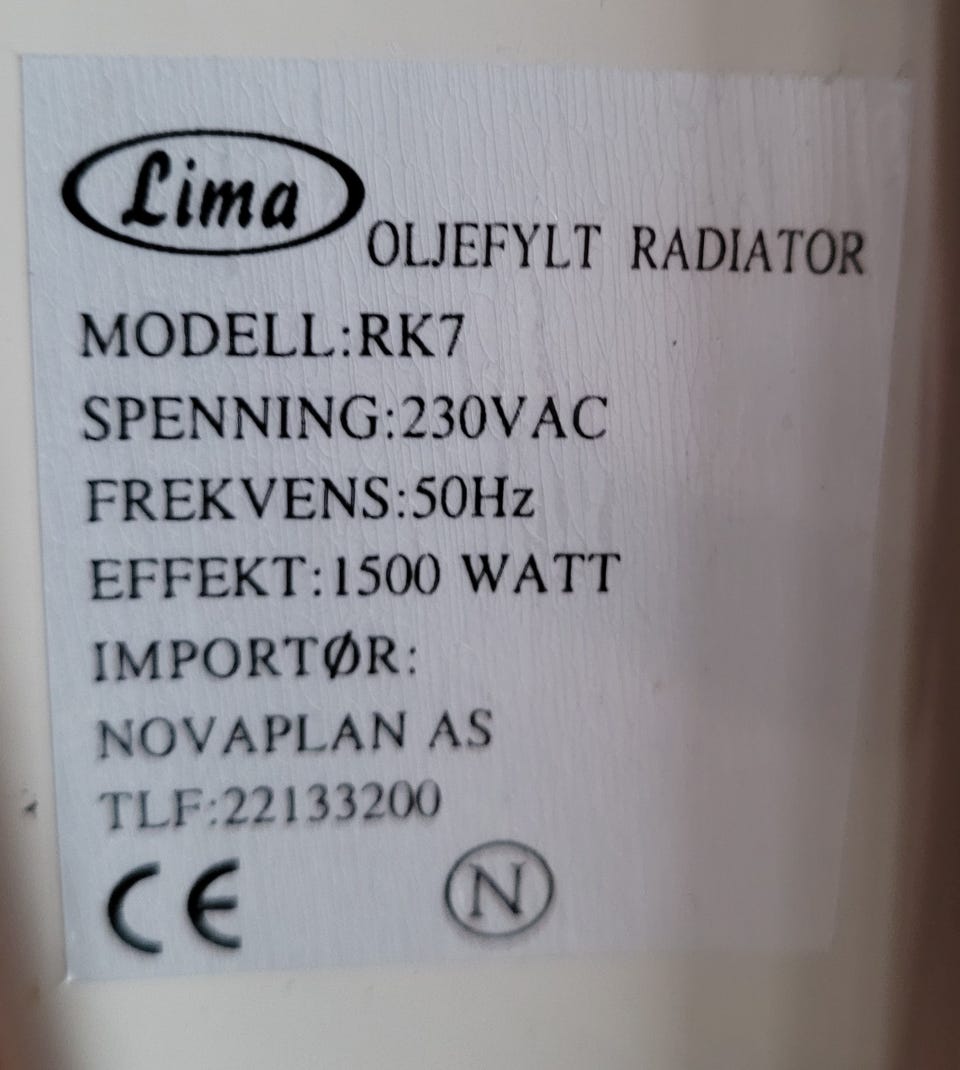 Lima
OLJEFYLT RADIATOR
MODELL:RK7
SPENNING:230VAC
FREKVENS:50Hz
EFFEKT:1500 WATT
IMPORTØR:
NOVAPLAN AS
TLF:22133200
CE N